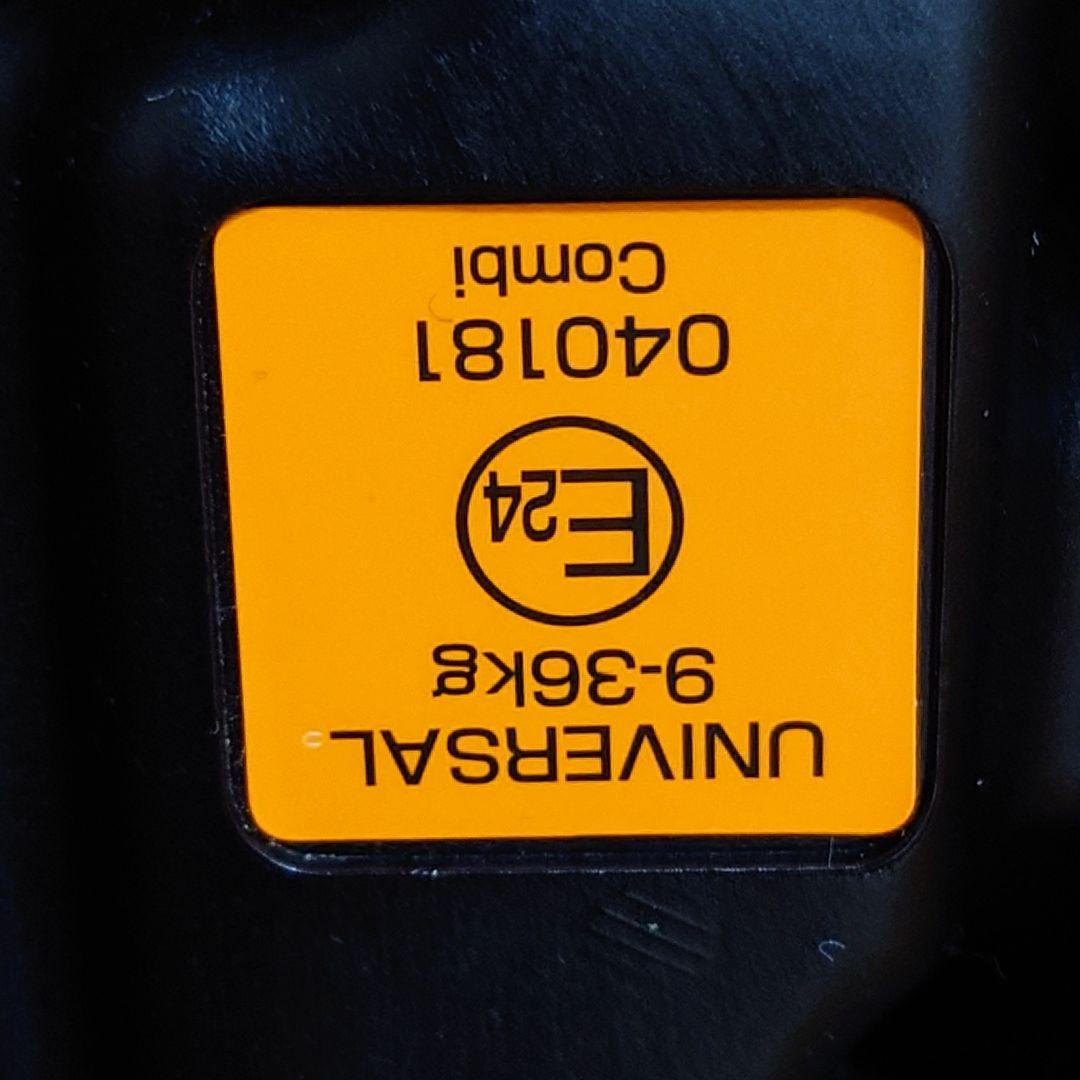 UNIVERSAL
9-36kg
E24
040181
Combi